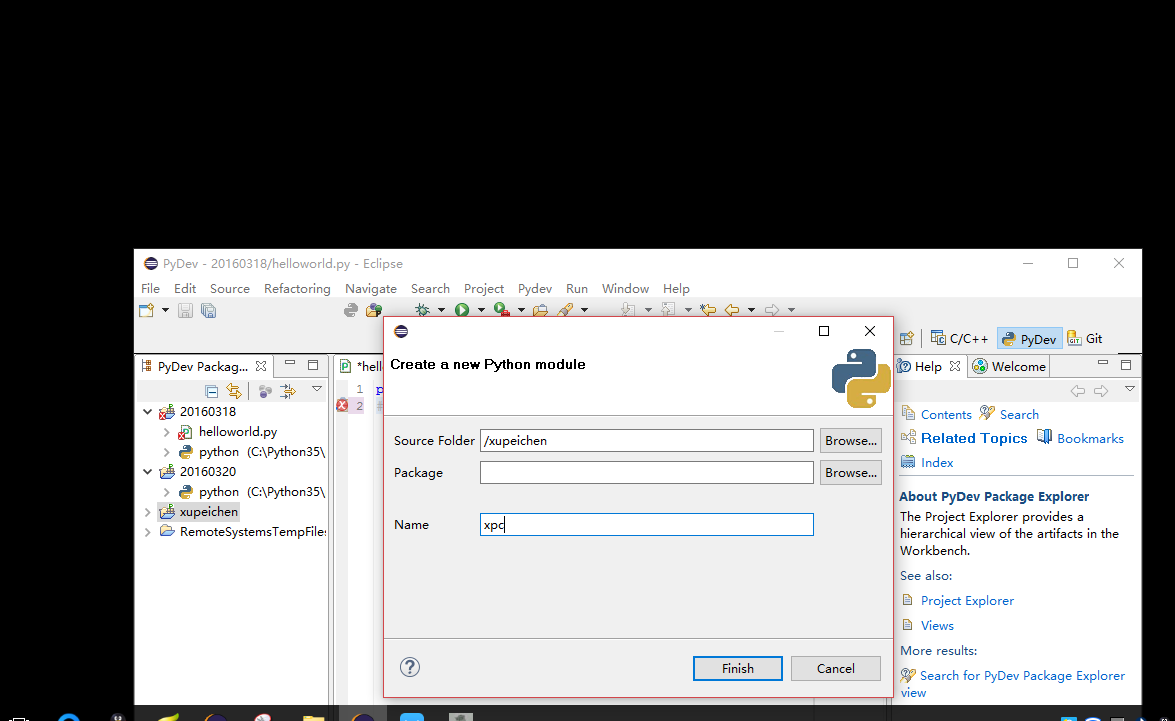 PyDev - 20160318/helloworld.py - Eclipse
File Edit Source Refactoring Navigate Search Project Pydev Run Window Help
C/C++ PyDev Git
PyDev Packag...
*hell
Help Welcome
Create a new Python module
1 p
2 #
20160318
helloworld.py
python (C:\Python35\
20160320
python (C:\Python35\
xupeichen
RemoteSystemsTempFiles
Source Folder /xupeichen Browse...
Package Browse...
Name xpc
Finish Cancel
Contents Search
Related Topics Bookmarks
Index
About PyDev Package Explorer
The Project Explorer provides a
hierarchical view of the artifacts in the
Workbench.
See also:
Project Explorer
Views
More results:
Search for PyDev Package Explorer
view